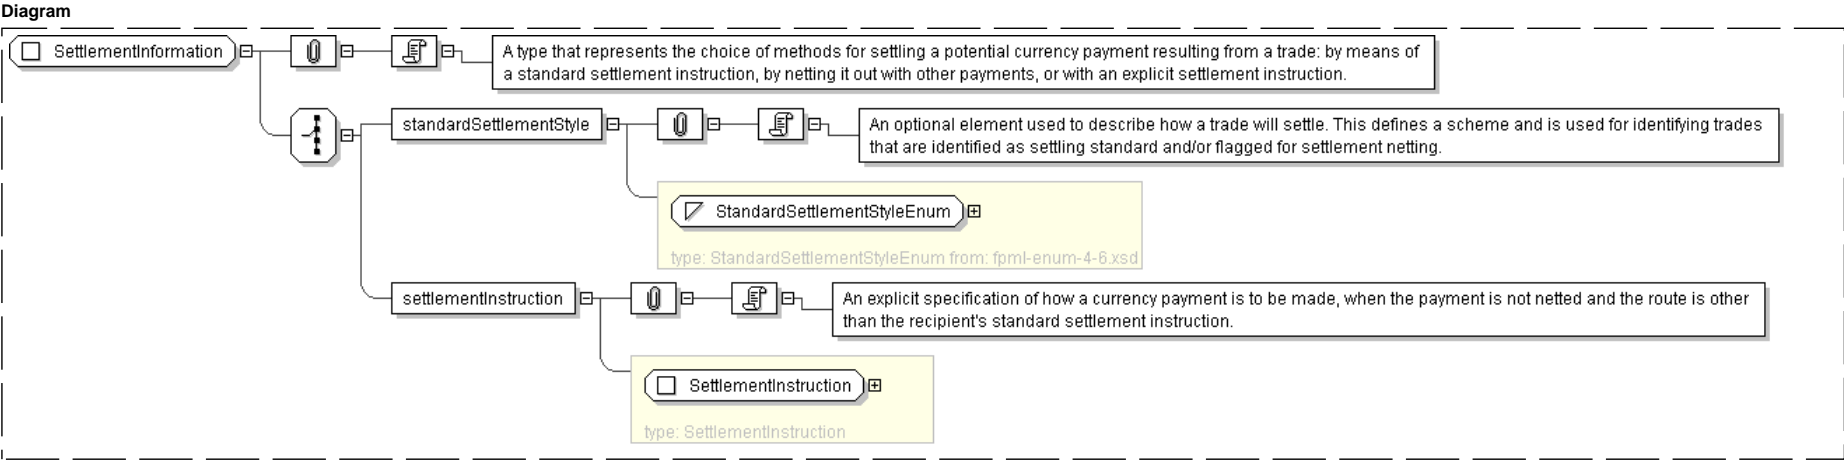 Diagram
SettlementInformation
A type that represents the choice of methods for settling a potential currency payment resulting from a trade: by means of
a standard settlement instruction, by netting it out with other payments, or with an explicit settlement instruction.
standardSettlementStyle
An optional element used to describe how a trade will settle. This defines a scheme and is used for identifying trades
that are identified as settling standard and/or flagged for settlement netting.
StandardSettlementStyleEnum
type: StandardSettlementStyleEnum from: fpml-enum-4-6.xsd
settlementInstruction
An explicit specification of how a currency payment is to be made, when the payment is not netted and the route is other
than the recipient's standard settlement instruction.
SettlementInstruction
type: SettlementInstruction